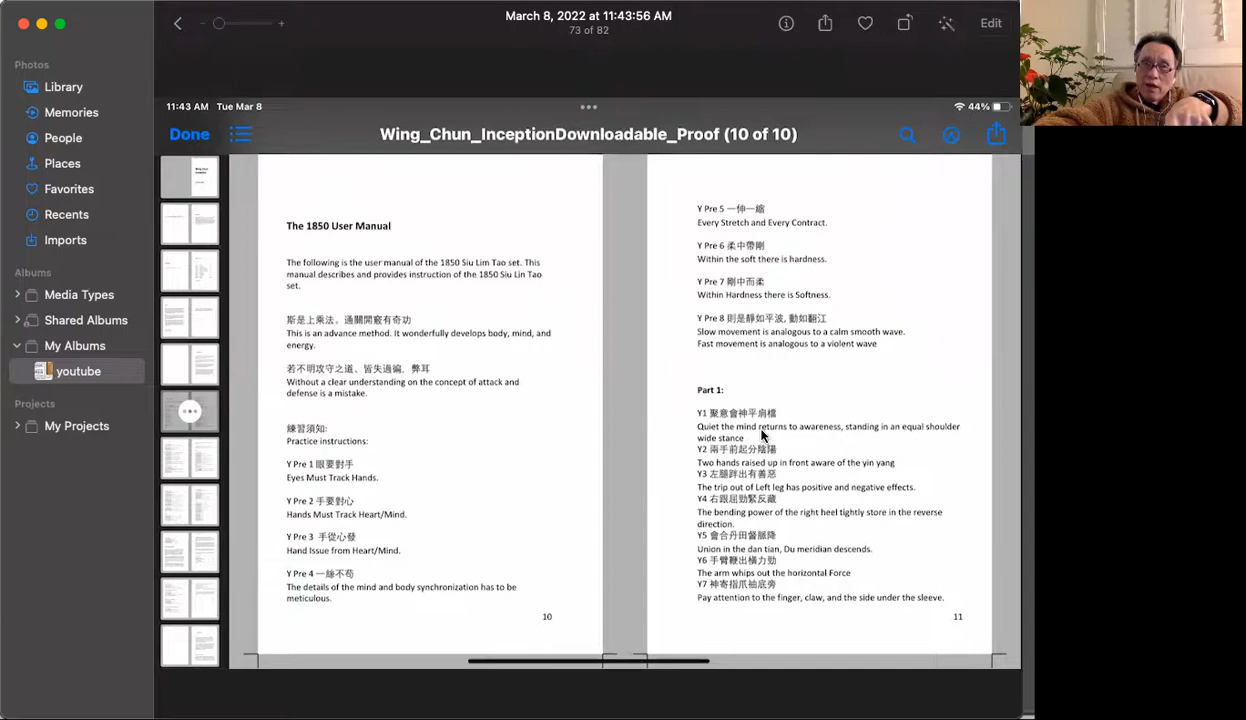 March 8, 2022 at 11:43:56 AM
73 of 82
Edit
Photos
Library
Memories
People
Places
Favorites
Recents
Imports
Albums
Media Types
Shared Albums
My Albums
youtube
Projects
My Projects
11:43 AM Tue Mar 8
44%
Done
Wing_Chun_InceptionDownloadable_Proof (10 of 10)
The 1850 User Manual
The following is the user manual of the 1850 Siu Lim Tao set. This
manual describes and provides instruction of the 1850 Siu Lin Tao
set.
斯是上乘法。通關開竅有奇功
This is an advance method. It wonderfully develops body, mind, and
energy.
若不明攻守之道、皆失過徧。弊耳
Without a clear understanding on the concept of attack and
defense is a mistake.
練習須知:
Practice instructions:
Y Pre 1 眼要對手
Eyes Must Track Hands.
Y Pre 2 手要對心
Hands Must Track Heart/Mind.
Y Pre 3 手從心發
Hand Issue from Heart/Mind.
Y Pre 4 一絲不苟
The details of the mind and body synchronization has to be
meticulous.
10
Y Pre 5 一伸一縮
Every Stretch and Every Contract.
Y Pre 6 柔中帶剛
Within the soft there is hardness.
Y Pre 7 剛中而柔
Within Hardness there is Softness.
Y Pre 8 則是靜如平波, 動如翻江
Slow movement is analogous to a calm smooth wave.
Fast movement is analogous to a violent wave
Part 1:
Y1 聚意會神平肩檔
Quiet the mind returns to awareness, standing in an equal shoulder
wide stance
Y2 兩手前起分陰陽
Two hands raised up in front aware of the yin yang
Y3 左腿跘出有善惡
The trip out of Left leg has positive and negative effects.
Y4 右跟屈勁緊反藏
The bending power of the right heel tightly store in the reverse
direction.
Y5 會合丹田督脈降
Union in the dan tian, Du meridian descends.
Y6 手臂鞭出橫力勁
The arm whips out the horizontal Force
Y7 神寄指爪袖底旁
Pay attention to the finger, claw, and the side under the sleeve.
11